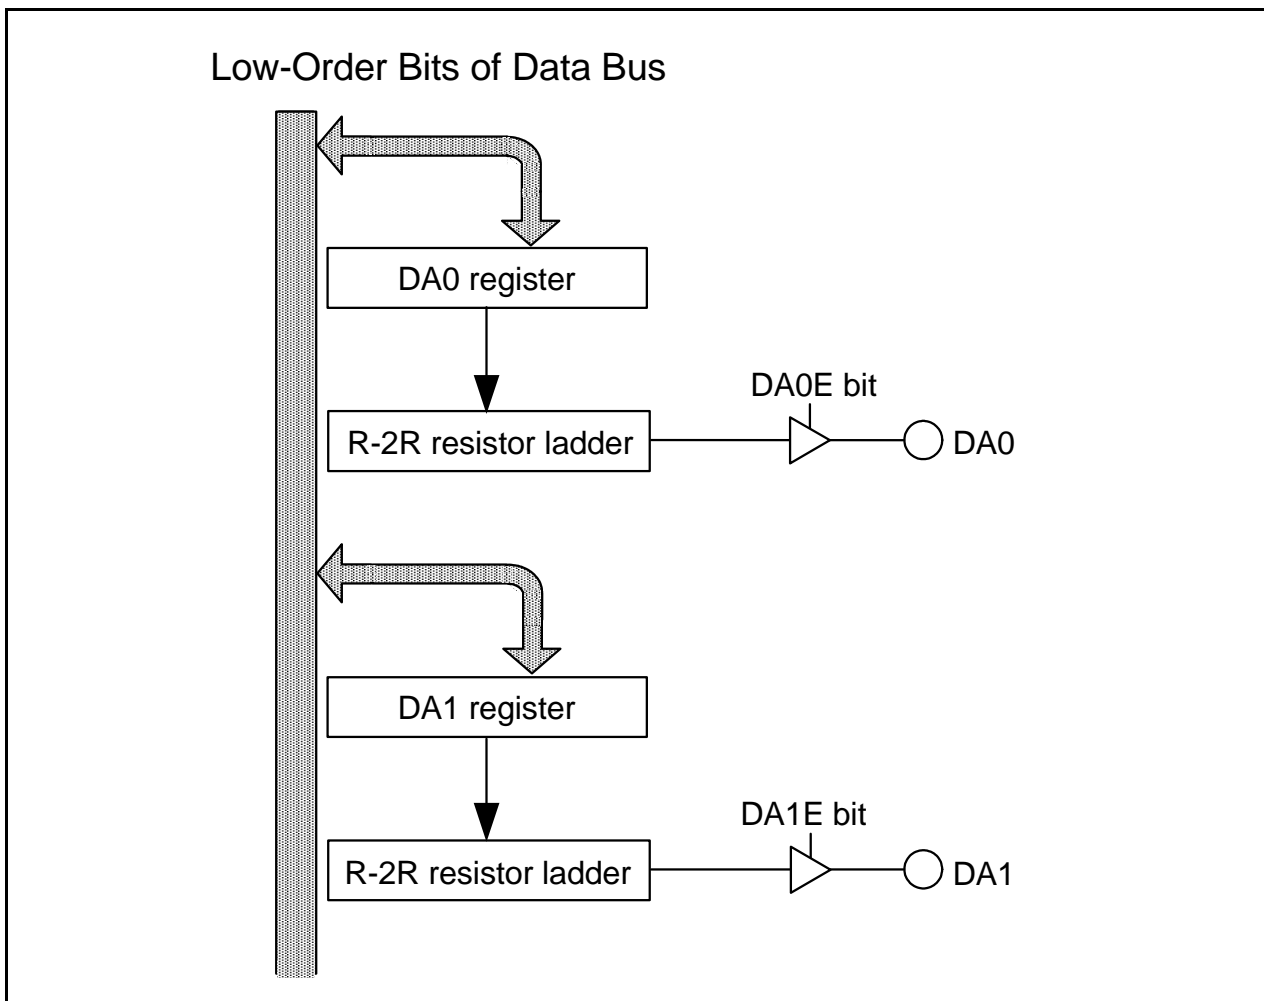 Low-Order Bits of Data Bus
DA0 register
DA0E bit
R-2R resistor ladder
DA0
DA1 register
DA1E bit
R-2R resistor ladder
DA1